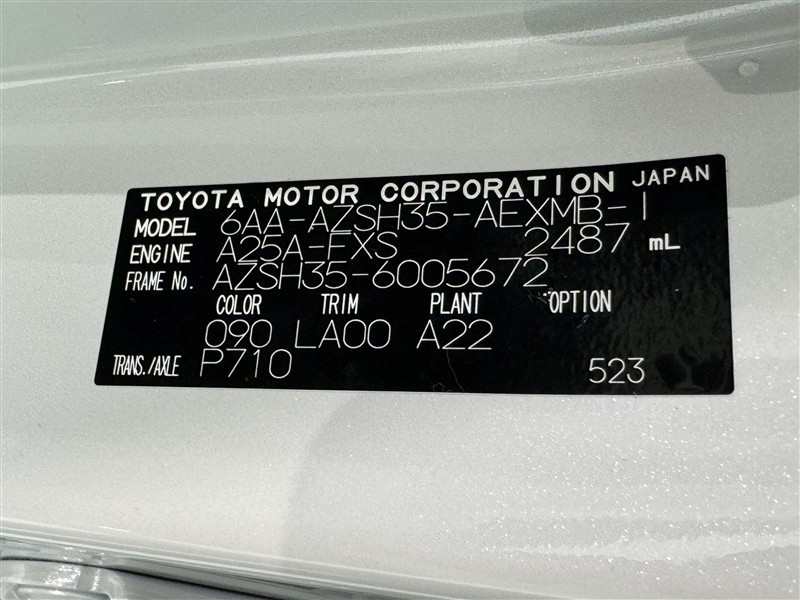 TOYOTA MOTOR CORPORATION JAPAN
MODEL 6AA-AZSH35-AEXMB-1
ENGINE A25A-FXS 2487 mL
FRAME No. AZSH35-6005672
COLOR TRIM PLANT OPTION
090 LA00 A22
TRANS./AXLE P710 523